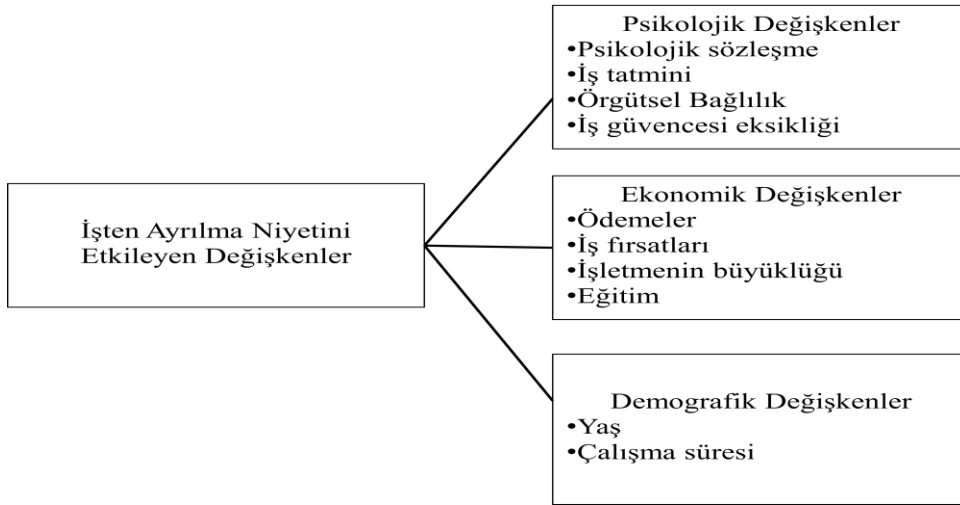 İşten Ayrılma Niyetini
Etkileyen Değişkenler
Psikolojik Değişkenler
•Psikolojik sözleşme
•İş tatmini
•Örgütsel Bağlılık
•İş güvencesi eksikliği
Ekonomik Değişkenler
•Ödemeler
•İş fırsatları
•İşletmenin büyüklüğü
•Eğitim
Demografik Değişkenler
•Yaş
•Çalışma süresi